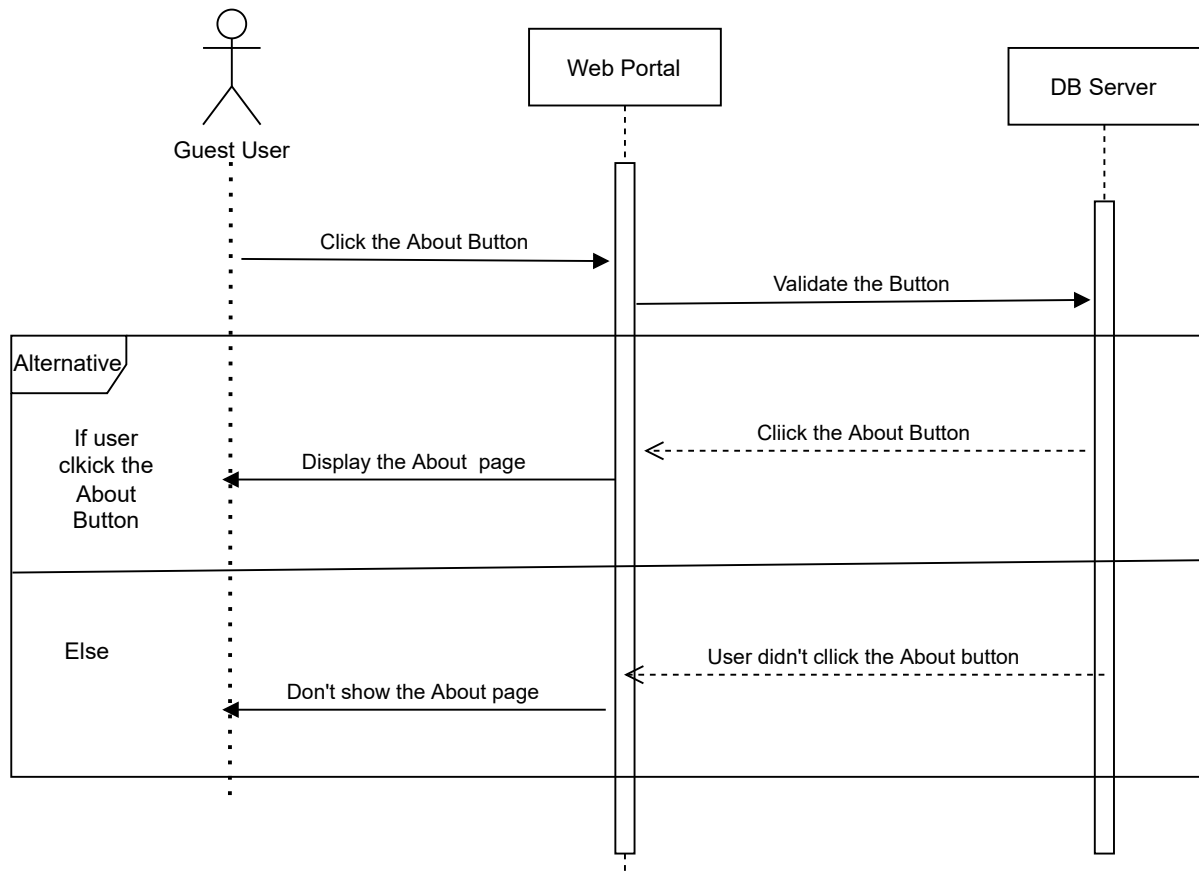 Web Portal
DB Server
Guest User
Click the About Button
Validate the Button
Alternative
If user
clkick the
About
Button
Cliick the About Button
Display the About  page
Else
User didn't cllick the About button
Don't show the About page